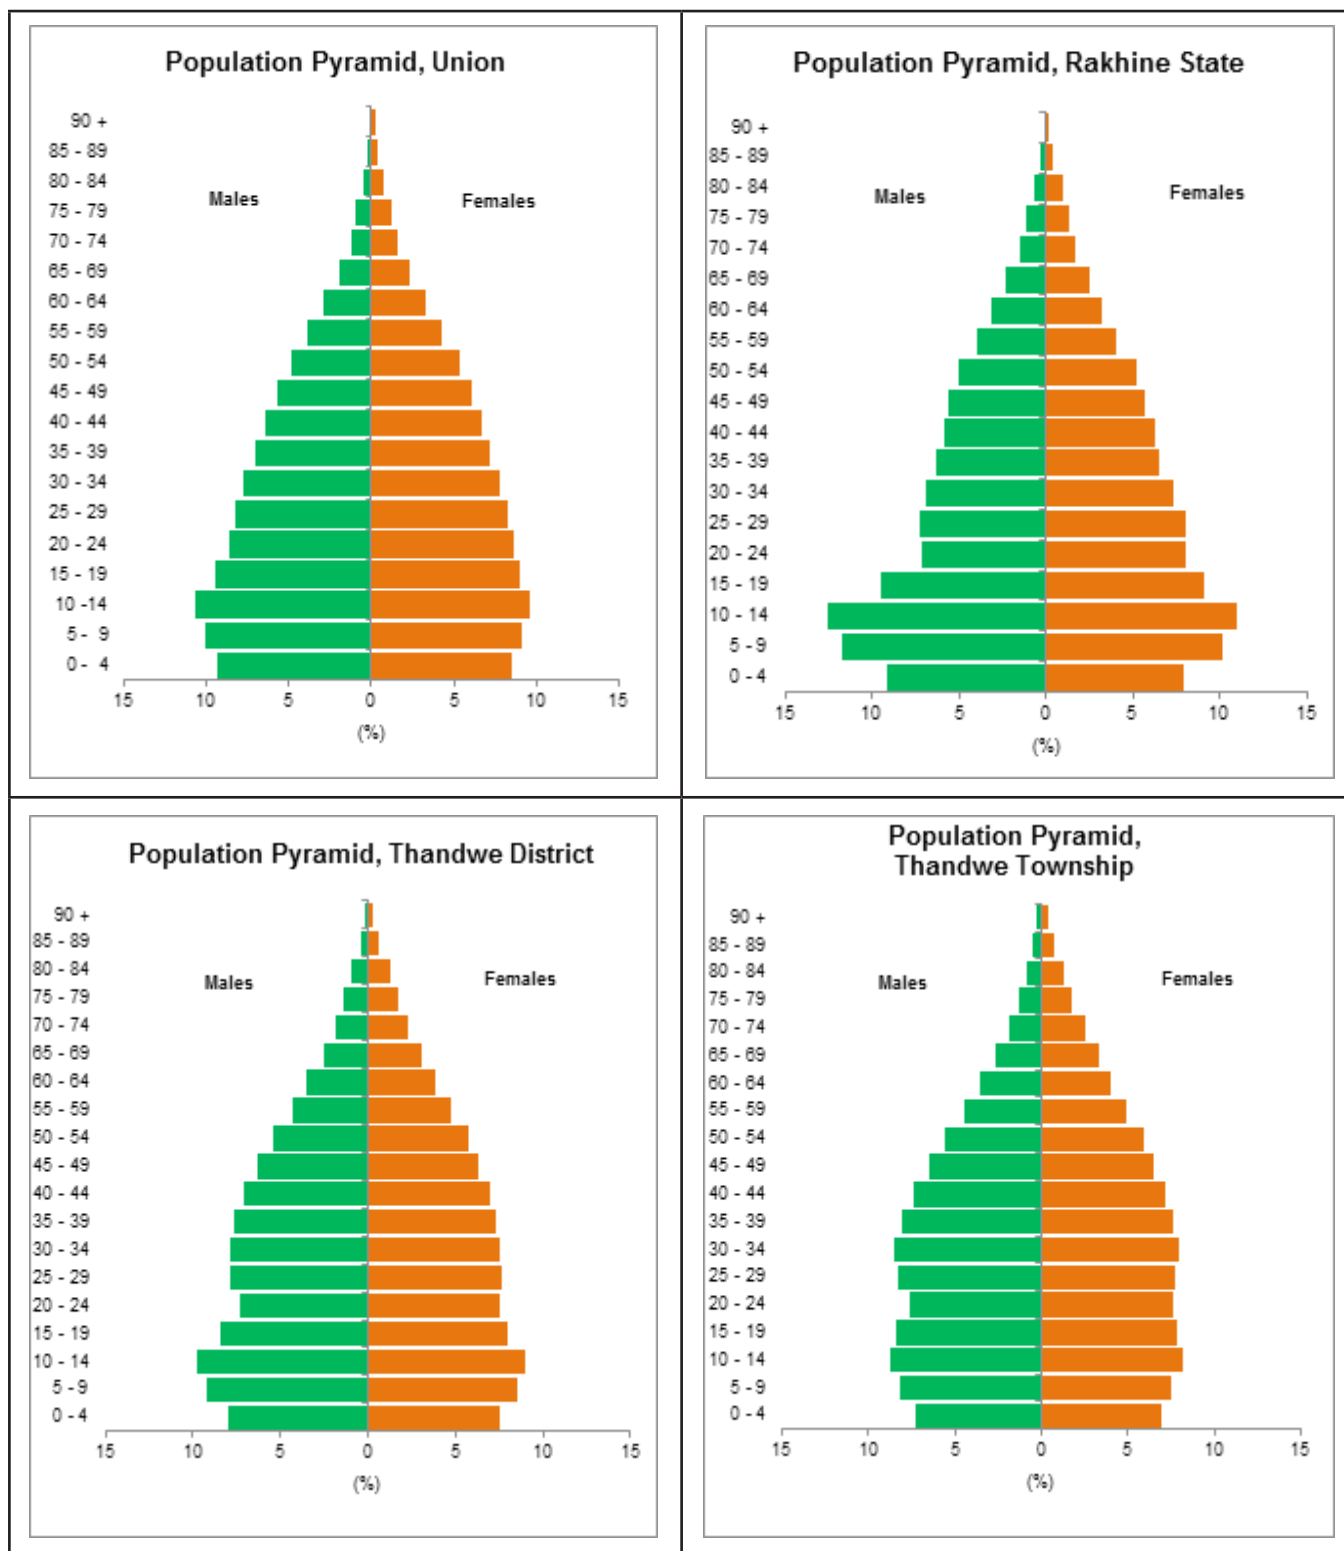 Population Pyramid, Union
90 +
85 - 89
80 - 84
75 - 79
70 - 74
65 - 69
60 - 64
55 - 59
50 - 54
45 - 49
40 - 44
35 - 39
30 - 34
25 - 29
20 - 24
15 - 19
10 -14
5 -  9
0 -  4
Males
Females
15 10 5 0 5 10 15
(%)
Population Pyramid, Rakhine State
90 +
85 - 89
80 - 84
75 - 79
70 - 74
65 - 69
60 - 64
55 - 59
50 - 54
45 - 49
40 - 44
35 - 39
30 - 34
25 - 29
20 - 24
15 - 19
10 - 14
5 - 9
0 - 4
Males
Females
15 10 5 0 5 10 15
(%)
Population Pyramid, Thandwe District
90 +
85 - 89
80 - 84
75 - 79
70 - 74
65 - 69
60 - 64
55 - 59
50 - 54
45 - 49
40 - 44
35 - 39
30 - 34
25 - 29
20 - 24
15 - 19
10 - 14
5 - 9
0 - 4
Males
Females
15 10 5 0 5 10 15
(%)
Population Pyramid,
Thandwe Township
90 +
85 - 89
80 - 84
75 - 79
70 - 74
65 - 69
60 - 64
55 - 59
50 - 54
45 - 49
40 - 44
35 - 39
30 - 34
25 - 29
20 - 24
15 - 19
10 - 14
5 - 9
0 - 4
Males
Females
15 10 5 0 5 10 15
(%)